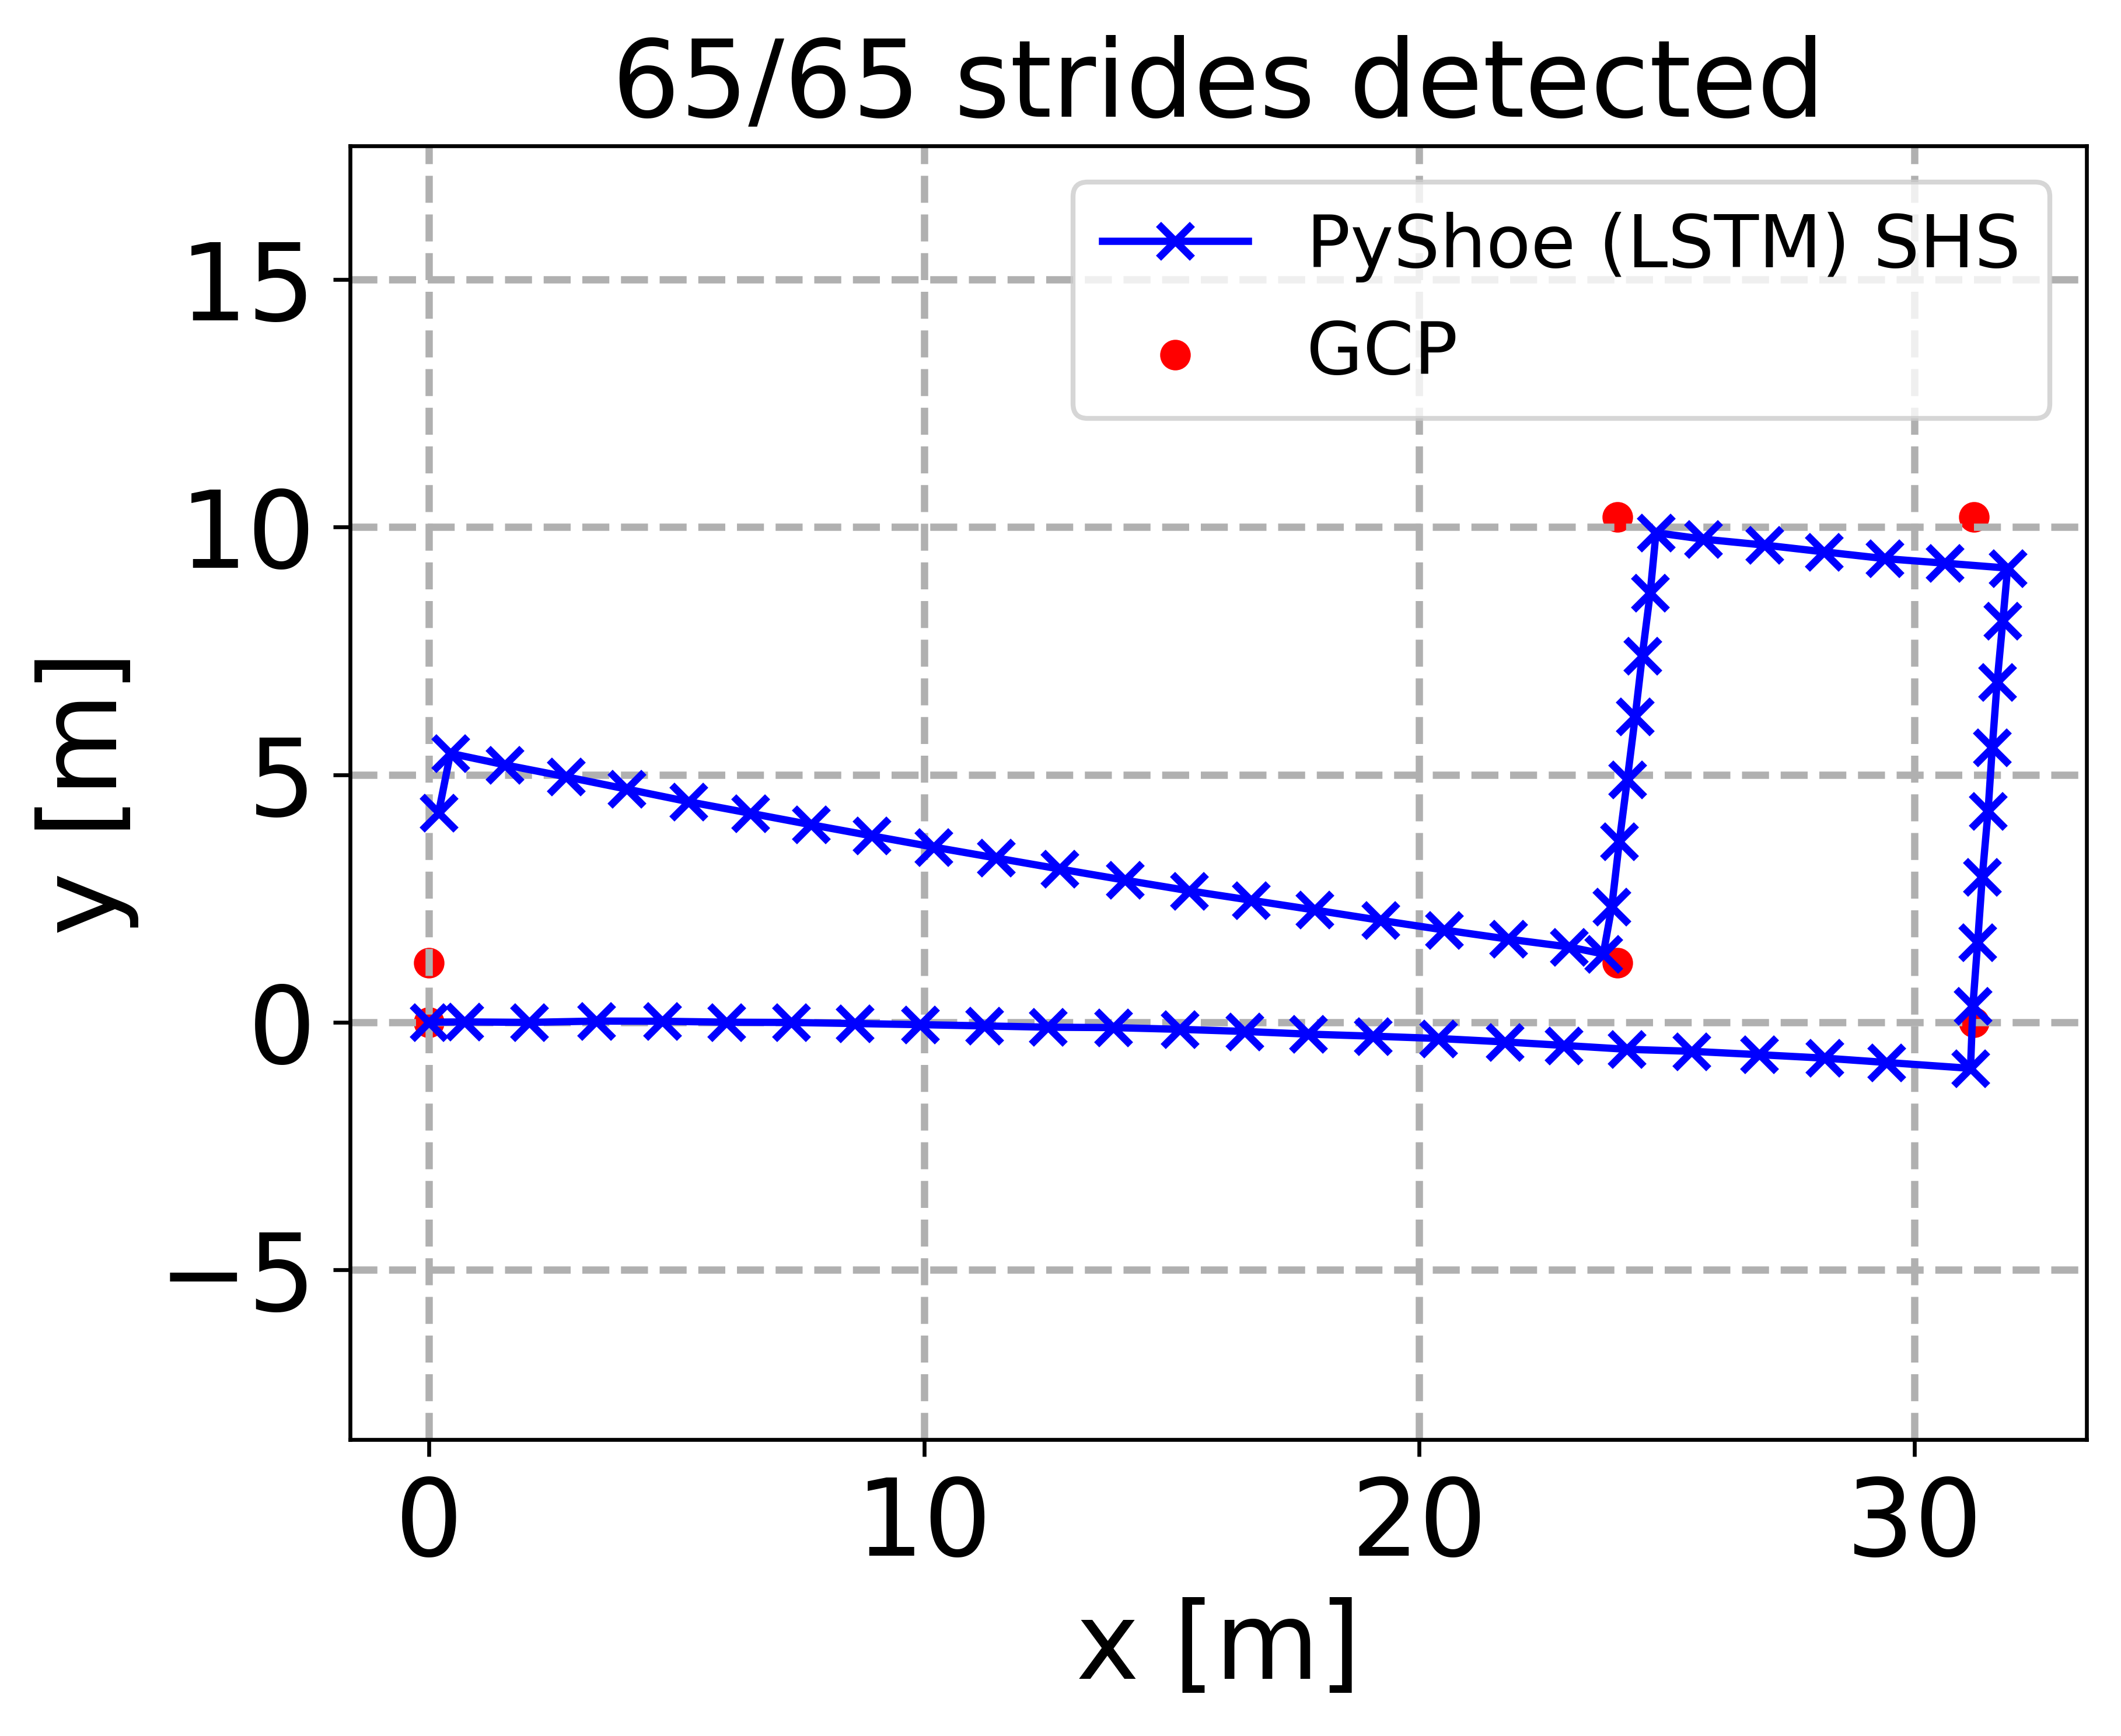 65/65 strides detected
PyShoe (LSTM) SHS
GCP
y [m]
15
10
5
0
−5
0 10 20 30
x [m]